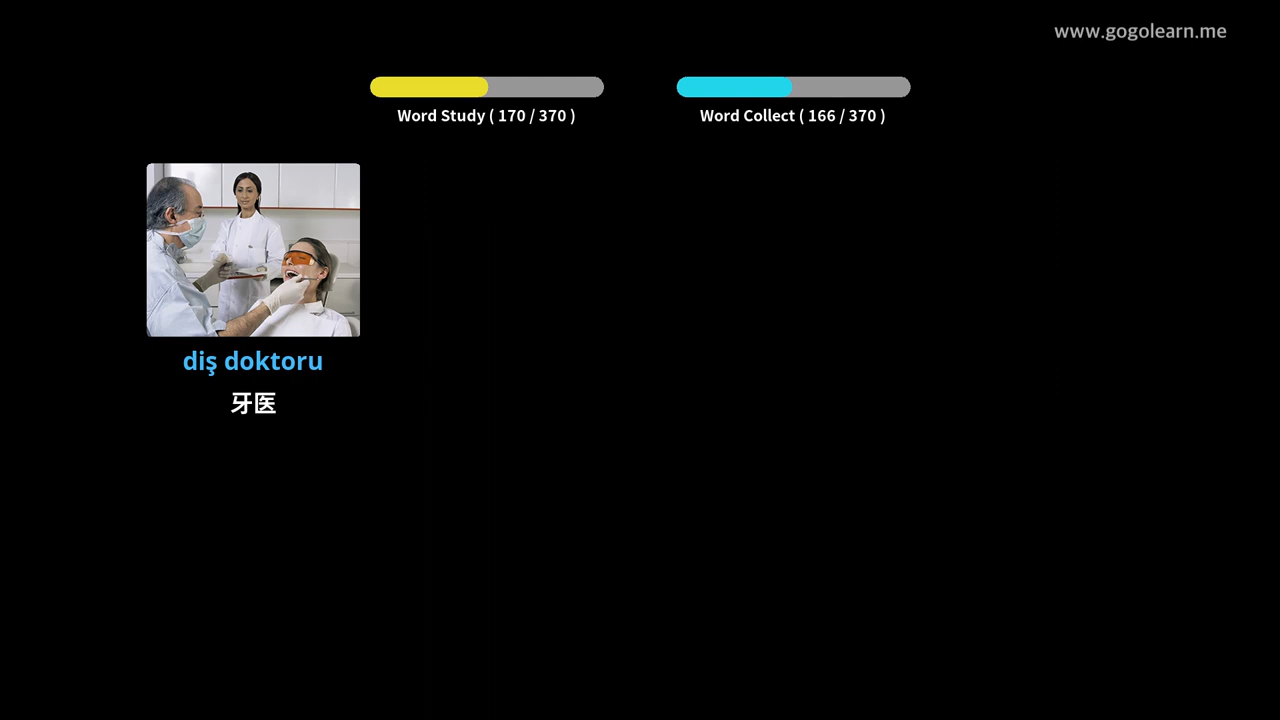 www.gogolearn.me
Word Study ( 170 / 370 )
Word Collect ( 166 / 370 )
diş doktoru
牙医